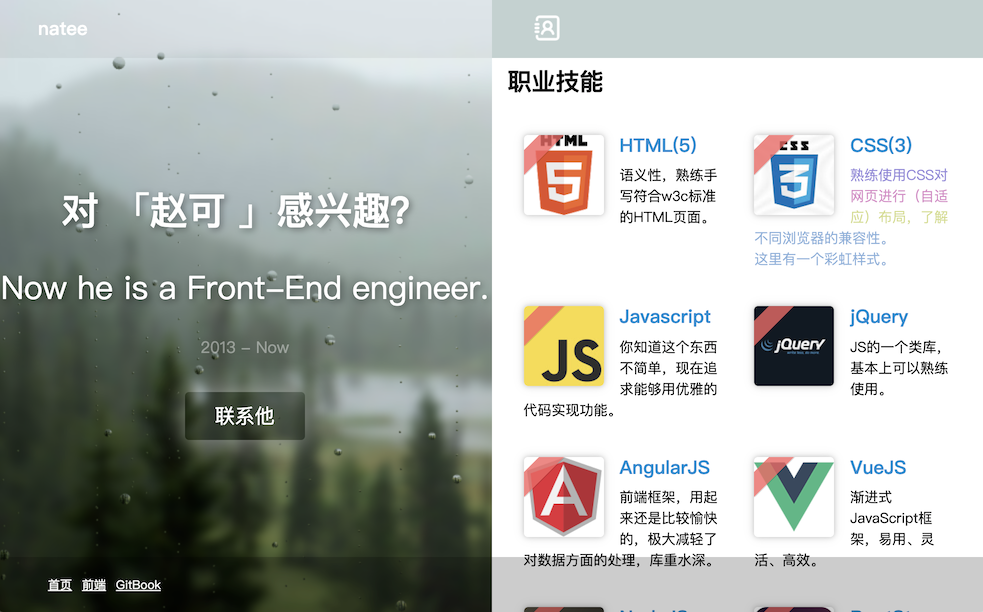 natee
对 「赵可 」感兴趣?
Now he is a Front-End engineer.
2013 - Now
联系他
首页 前端 GitBook
职业技能
HTML
5
HTML(5)
语义性，熟练手
写符合w3c标准
的HTML页面。
CSS
3
CSS(3)
熟练使用CSS对
网页进行（自适
应）布局，了解
不同浏览器的兼容性。
这里有一个彩虹样式。
JS
Javascript
你知道这个东西
不简单，现在追
求能够用优雅的
代码实现功能。
jQuery
write less, do more
jQuery
JS的一个类库，
基本上可以熟练
使用。
A
AngularJS
前端框架，用起
来还是比较愉快
的，极大减轻了
对数据方面的处理，库重水深。
VueJS
渐进式
JavaScript框
架，易用、灵
活、高效。